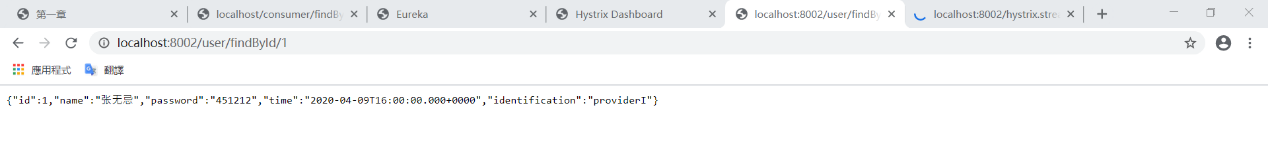 第一章
localhost/consumer/findBy
Eureka
Hystrix Dashboard
localhost:8002/user/findById
localhost:8002/hystrix.stre
localhost:8002/user/findById/1
應用程式
翻譯
{"id":1,"name":"张无忌","password":"451212","time":"2020-04-09T16:00:00.000+0000","identification":"providerI"}